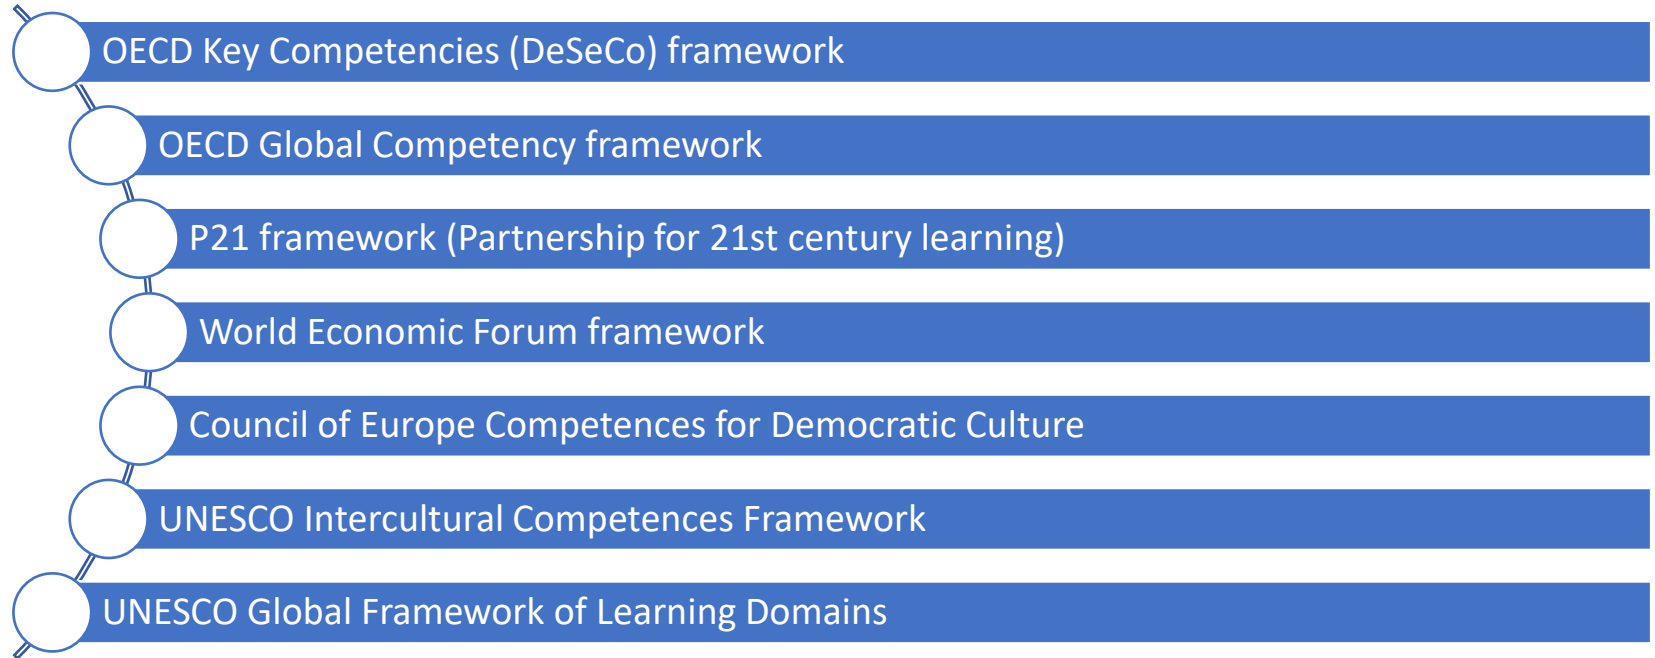 OECD Key Competencies (DeSeCo) framework
OECD Global Competency framework
P21 framework (Partnership for 21st century learning)
World Economic Forum framework
Council of Europe Competences for Democratic Culture
UNESCO Intercultural Competences Framework
UNESCO Global Framework of Learning Domains